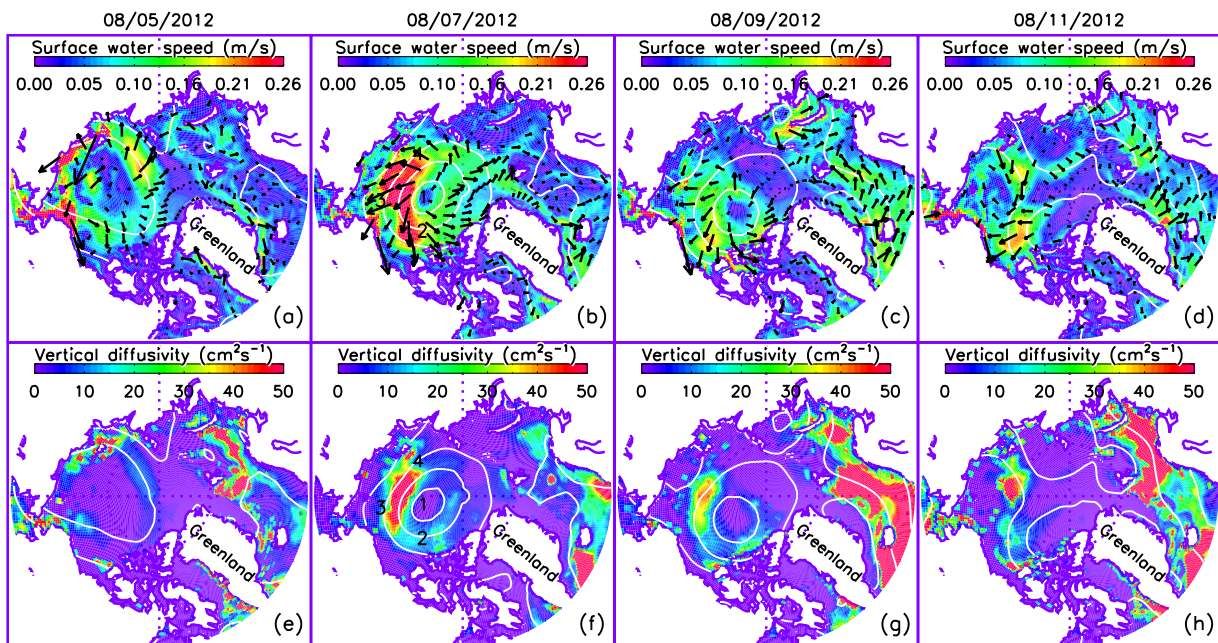 08/05/2012 08/07/2012 08/09/2012 08/11/2012
Surface water speed (m/s) Surface water speed (m/s) Surface water speed (m/s) Surface water speed (m/s)
0.00 0.05 0.10 0.16 0.21 0.26 0.00 0.05 0.10 0.16 0.21 0.26 0.00 0.05 0.10 0.16 0.21 0.26 0.00 0.05 0.10 0.16 0.21 0.26
2
Greenland Greenland Greenland Greenland
(a) (b) (c) (d)
Vertical diffusivity (cm²s⁻¹) Vertical diffusivity (cm²s⁻¹) Vertical diffusivity (cm²s⁻¹) Vertical diffusivity (cm²s⁻¹)
0 10 20 30 40 50 0 10 20 30 40 50 0 10 20 30 40 50 0 10 20 30 40 50
4
3 1
2
Greenland Greenland Greenland Greenland
(e) (f) (g) (h)